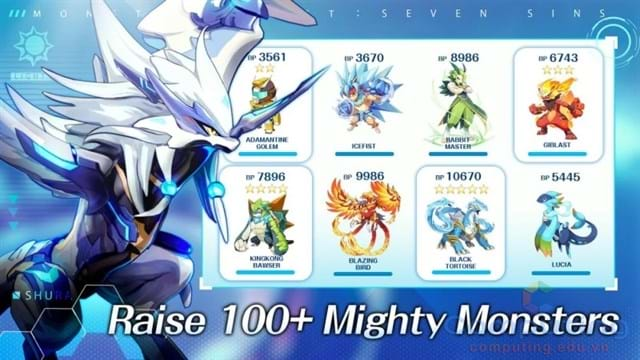 MONST T:SEVEN SINS
LIGHT
BP 3561
BP 3670
BP 8986
BP 6743
ADAMANTINE
GOLEM
ICEFIST
RABBIT
MASTER
GIBLAST
BP 7896
BP 9986
BP 10670
BP 5445
KINGKONG
BAWSER
BLAZING
BIRD
BLACK
TORTOISE
LUCIA
SHURA
Raise 100+ Mighty Monsters
computing.edu.vn